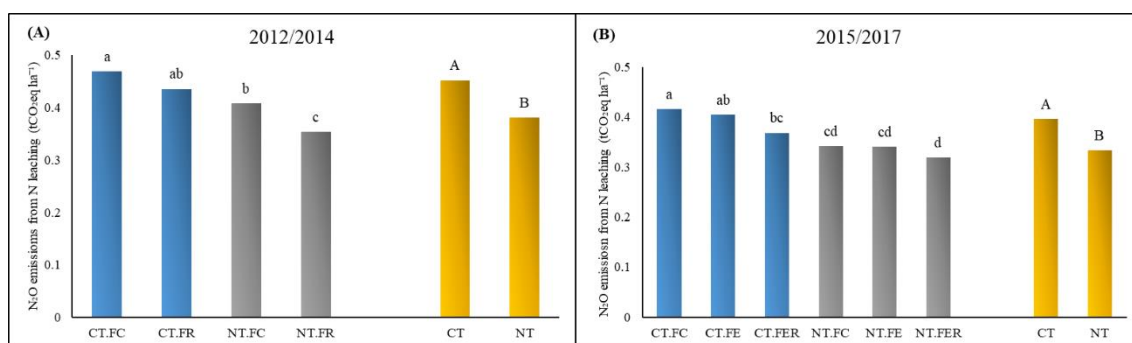 (A)
2012/2014
N₂O emissioms from N leaching (tCO₂eq ha⁻¹)
0.5
0.4
0.3
0.2
0.1
0
a
ab
b
c
A
B
CT.FC
CT.FR
NT.FC
NT.FR
CT
NT
(B)
2015/2017
N₂O emissiosn from N leaching (tCO₂eq ha⁻¹)
0.5
0.4
0.3
0.2
0.1
0
a
ab
bc
cd
cd
d
A
B
CT.FC
CT.FE
CT.FER
NT.FC
NT.FE
NT.FER
CT
NT